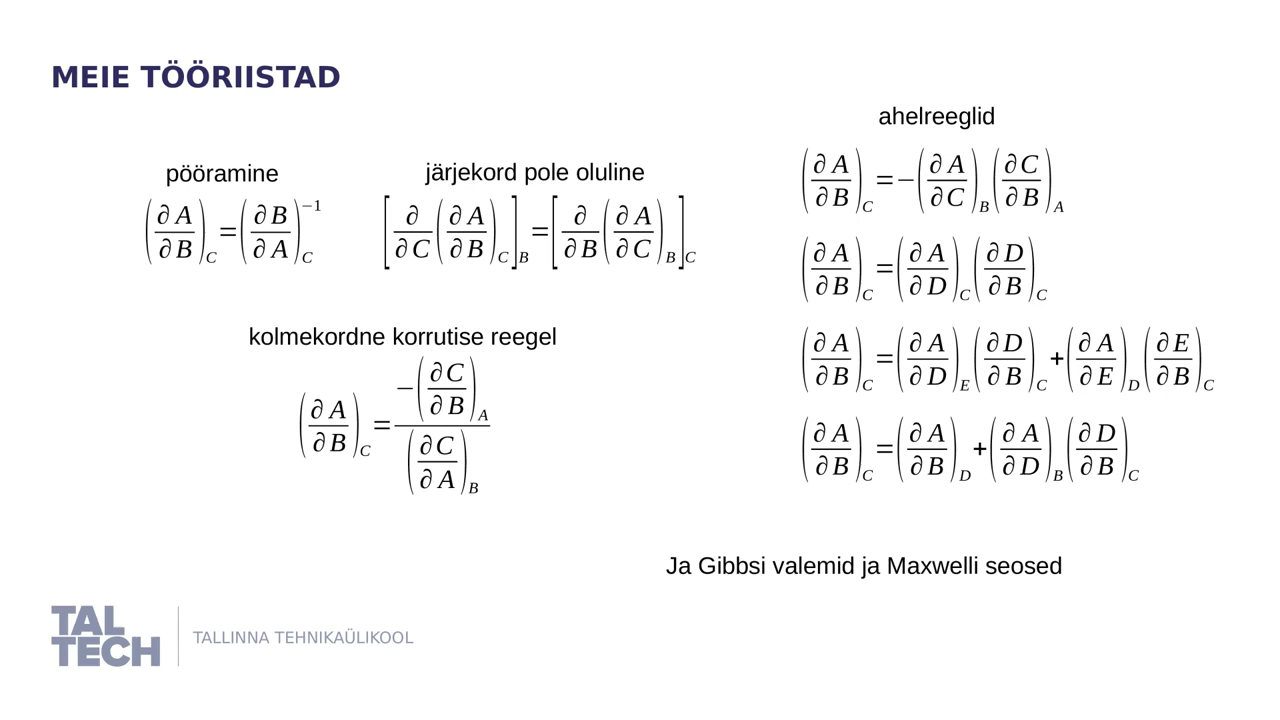 MEIE TÖÖRIISTAD
pööramine
(∂A/∂B)_C = (∂B/∂A)_C^−1
järjekord pole oluline
[∂/∂C (∂A/∂B)_C]_B = [∂/∂B (∂A/∂C)_B]_C
kolmekordne korrutise reegel
(∂A/∂B)_C = −(∂C/∂B)_A / (∂C/∂A)_B
ahelreeglid
(∂A/∂B)_C = −(∂A/∂C)_B (∂C/∂B)_A
(∂A/∂B)_C = (∂A/∂D)_C (∂D/∂B)_C
(∂A/∂B)_C = (∂A/∂D)_E (∂D/∂B)_C + (∂A/∂E)_D (∂E/∂B)_C
(∂A/∂B)_C = (∂A/∂B)_D + (∂A/∂D)_B (∂D/∂B)_C
Ja Gibbsi valemid ja Maxwelli seosed
TAL
TECH
TALLINNA TEHNIKAÜLIKOOL